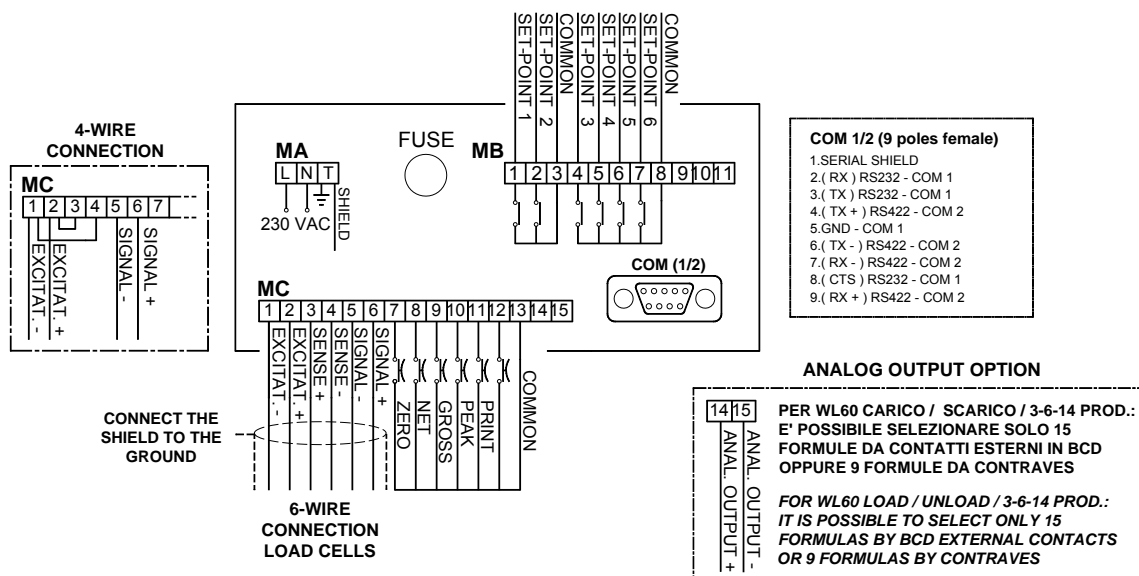 SET-POINT 1
SET-POINT 2
COMMON
SET-POINT 3
SET-POINT 4
SET-POINT 5
SET-POINT 6
COMMON
4-WIRE
CONNECTION
MC
1 2 3 4 5 6 7
EXCITAT. -
EXCITAT. +
SIGNAL -
SIGNAL +
MA
L N T
230 VAC
SHIELD
FUSE
MB
1 2 3 4 5 6 7 8 9 10 11
COM (1/2)
MC
1 2 3 4 5 6 7 8 9 10 11 12 13 14 15
EXCITAT. -
EXCITAT. +
SENSE +
SENSE -
SIGNAL -
SIGNAL +
ZERO
NET
GROSS
PEAK
PRINT
COMMON
CONNECT THE
SHIELD TO THE
GROUND
6-WIRE
CONNECTION
LOAD CELLS
COM 1/2 (9 poles female)
1.SERIAL SHIELD
2.( RX ) RS232 - COM 1
3.( TX ) RS232 - COM 1
4.( TX + ) RS422 - COM 2
5.GND - COM 1
6.( TX - ) RS422 - COM 2
7.( RX - ) RS422 - COM 2
8.( CTS ) RS232 - COM 1
9.( RX + ) RS422 - COM 2
ANALOG OUTPUT OPTION
14 15
ANAL. OUTPUT +
ANAL. OUTPUT -
PER WL60 CARICO / SCARICO / 3-6-14 PROD.:
E' POSSIBILE SELEZIONARE SOLO 15
FORMULE DA CONTATTI ESTERNI IN BCD
OPPURE 9 FORMULE DA CONTRAVES
FOR WL60 LOAD / UNLOAD / 3-6-14 PROD.:
IT IS POSSIBLE TO SELECT ONLY 15
FORMULAS BY BCD EXTERNAL CONTACTS
OR 9 FORMULAS BY CONTRAVES